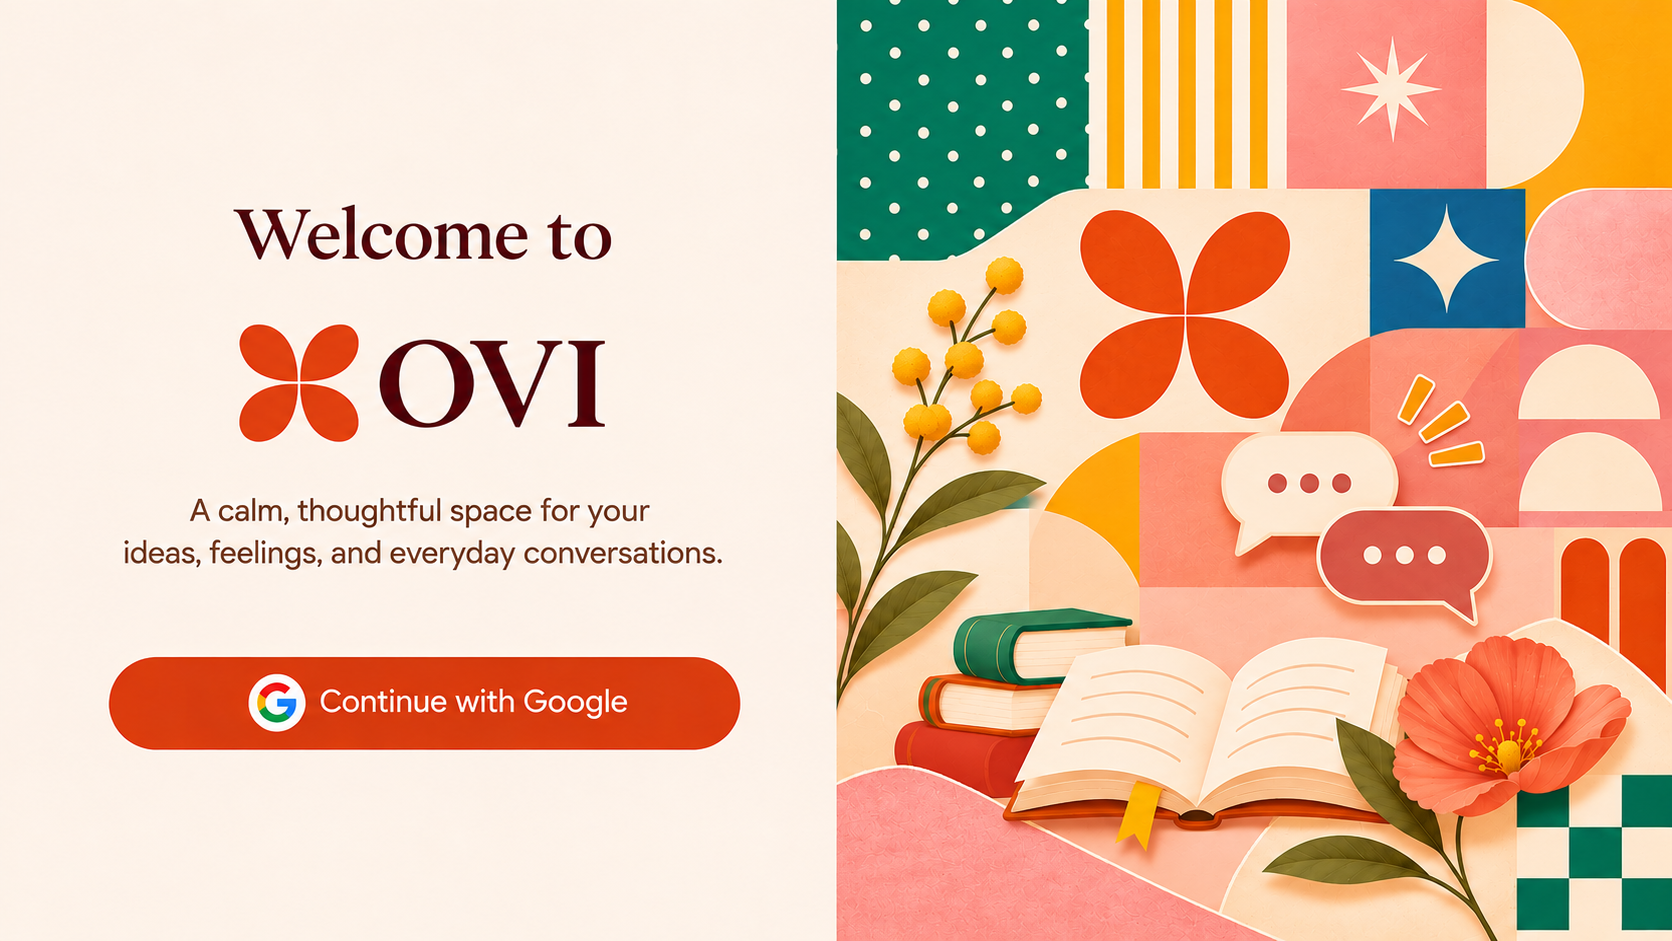 Welcome to
OVI
A calm, thoughtful space for your
ideas, feelings, and everyday conversations.
Continue with Google